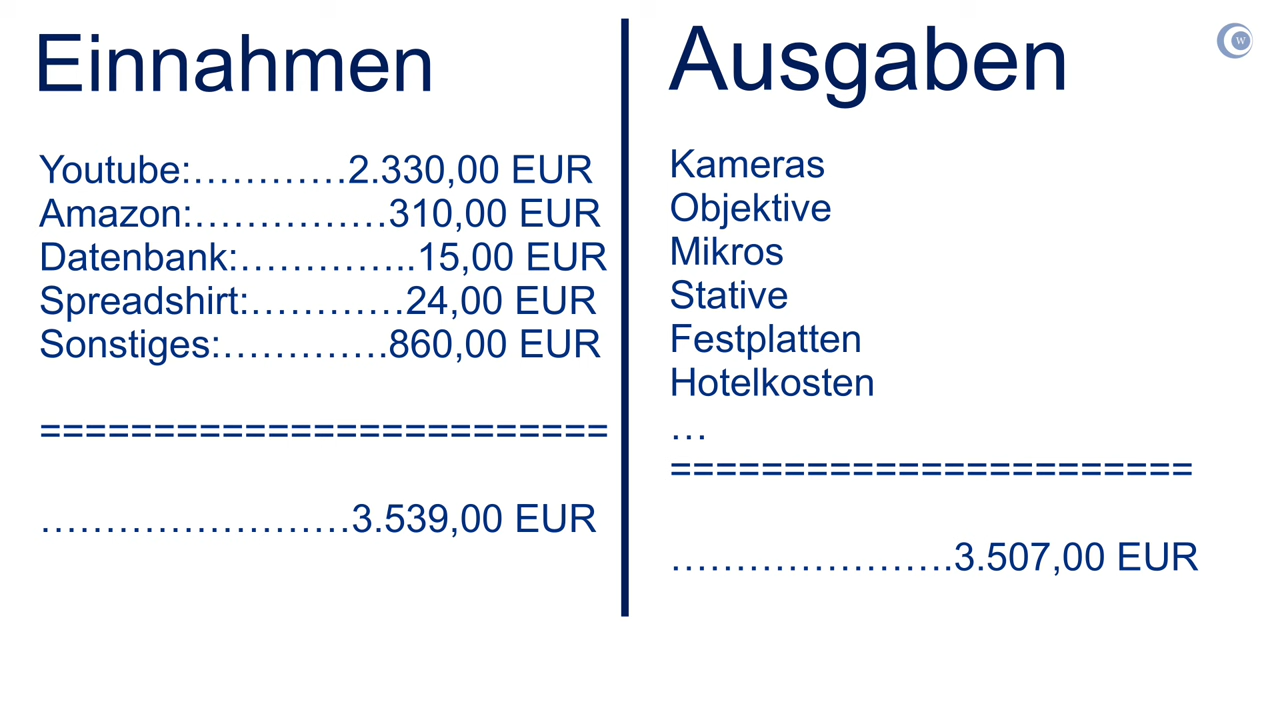 Einnahmen
Youtube:…………2.330,00 EUR
Amazon:……………310,00 EUR
Datenbank:…………..15,00 EUR
Spreadshirt:…………24,00 EUR
Sonstiges:………….860,00 EUR
=========================
……………………3.539,00 EUR
Ausgaben
Kameras
Objektive
Mikros
Stative
Festplatten
Hotelkosten
…
=======================
………………….3.507,00 EUR
W